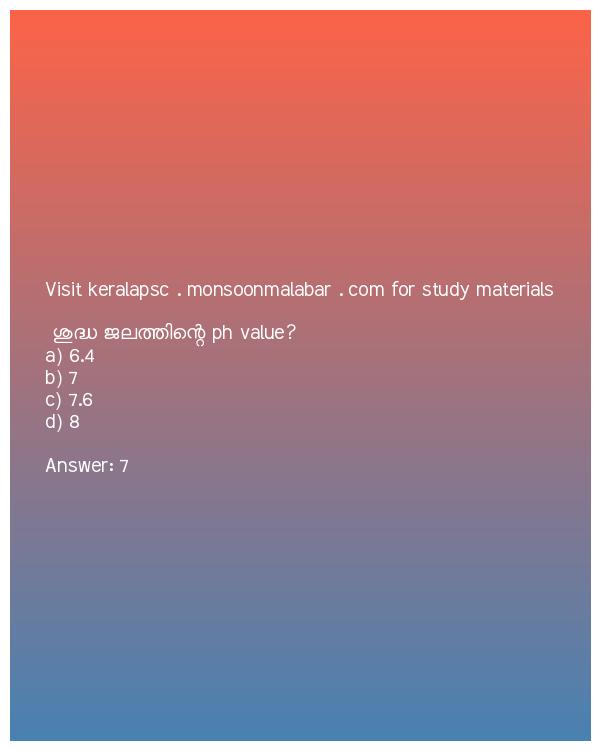 Visit keralapsc . monsoonmalabar . com for study materials
ശുദ്ധ ജലത്തിന്റെ ph value?
a) 6.4
b) 7
c) 7.6
d) 8
Answer: 7